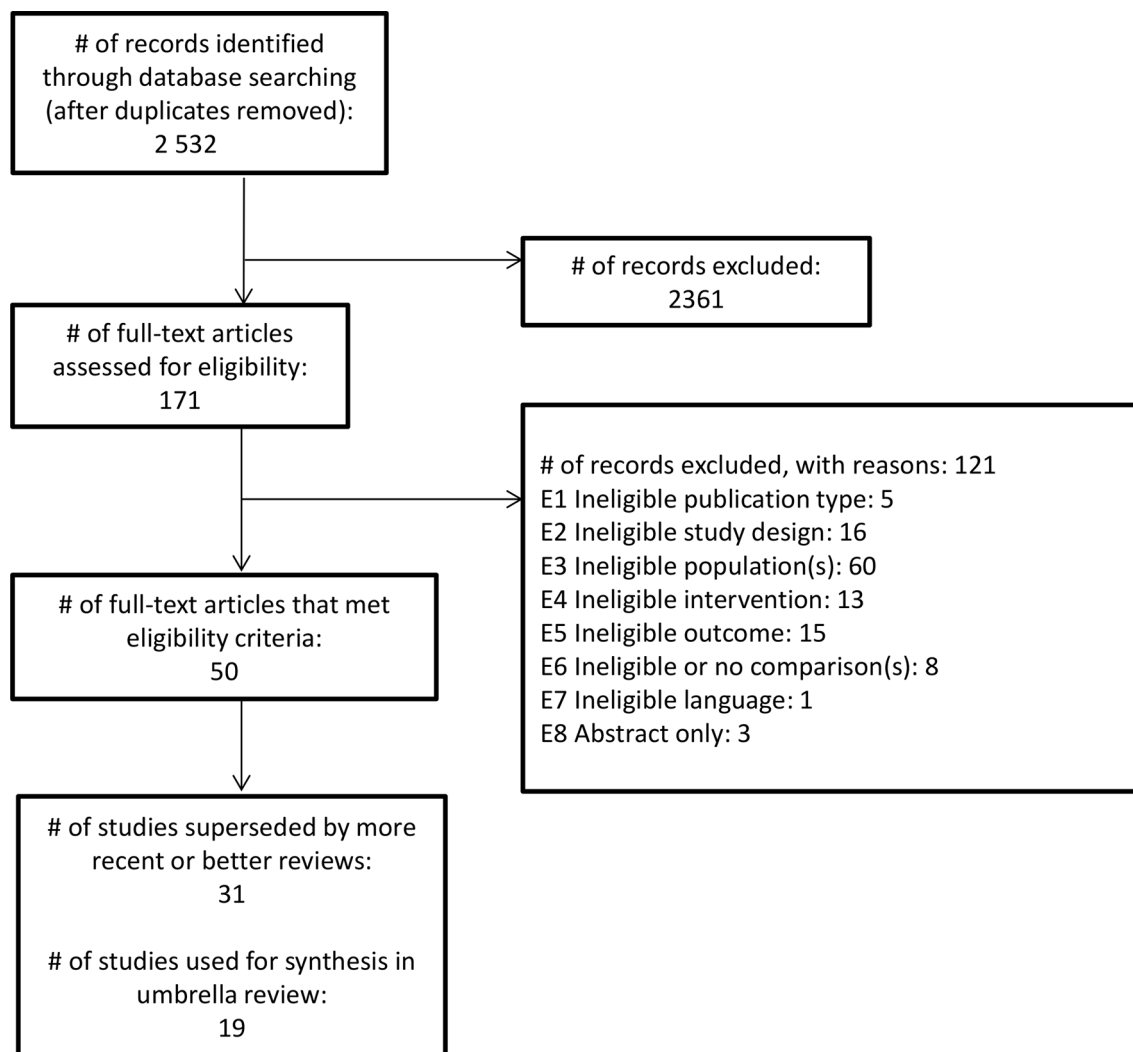 # of records identified
through database searching
(after duplicates removed):
2 532
# of records excluded:
2361
# of full-text articles
assessed for eligibility:
171
# of records excluded, with reasons: 121
E1 Ineligible publication type: 5
E2 Ineligible study design: 16
E3 Ineligible population(s): 60
E4 Ineligible intervention: 13
E5 Ineligible outcome: 15
E6 Ineligible or no comparison(s): 8
E7 Ineligible language: 1
E8 Abstract only: 3
# of full-text articles that met
eligibility criteria:
50
# of studies superseded by more
recent or better reviews:
31
# of studies used for synthesis in
umbrella review:
19